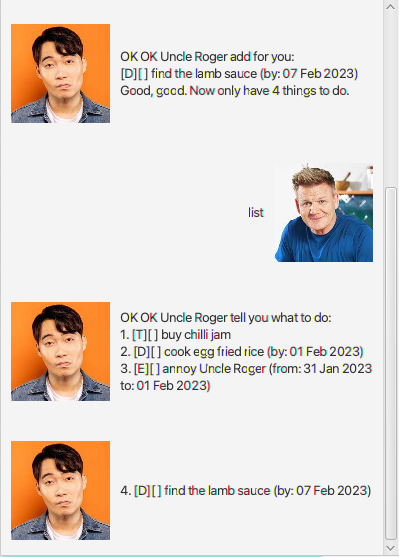 OK OK Uncle Roger add for you:
[D][ ] find the lamb sauce (by: 07 Feb 2023)
Good, good. Now only have 4 things to do.
list
OK OK Uncle Roger tell you what to do:
1. [T][ ] buy chilli jam
2. [D][ ] cook egg fried rice (by: 01 Feb 2023)
3. [E][ ] annoy Uncle Roger (from: 31 Jan 2023
to: 01 Feb 2023)
4. [D][ ] find the lamb sauce (by: 07 Feb 2023)